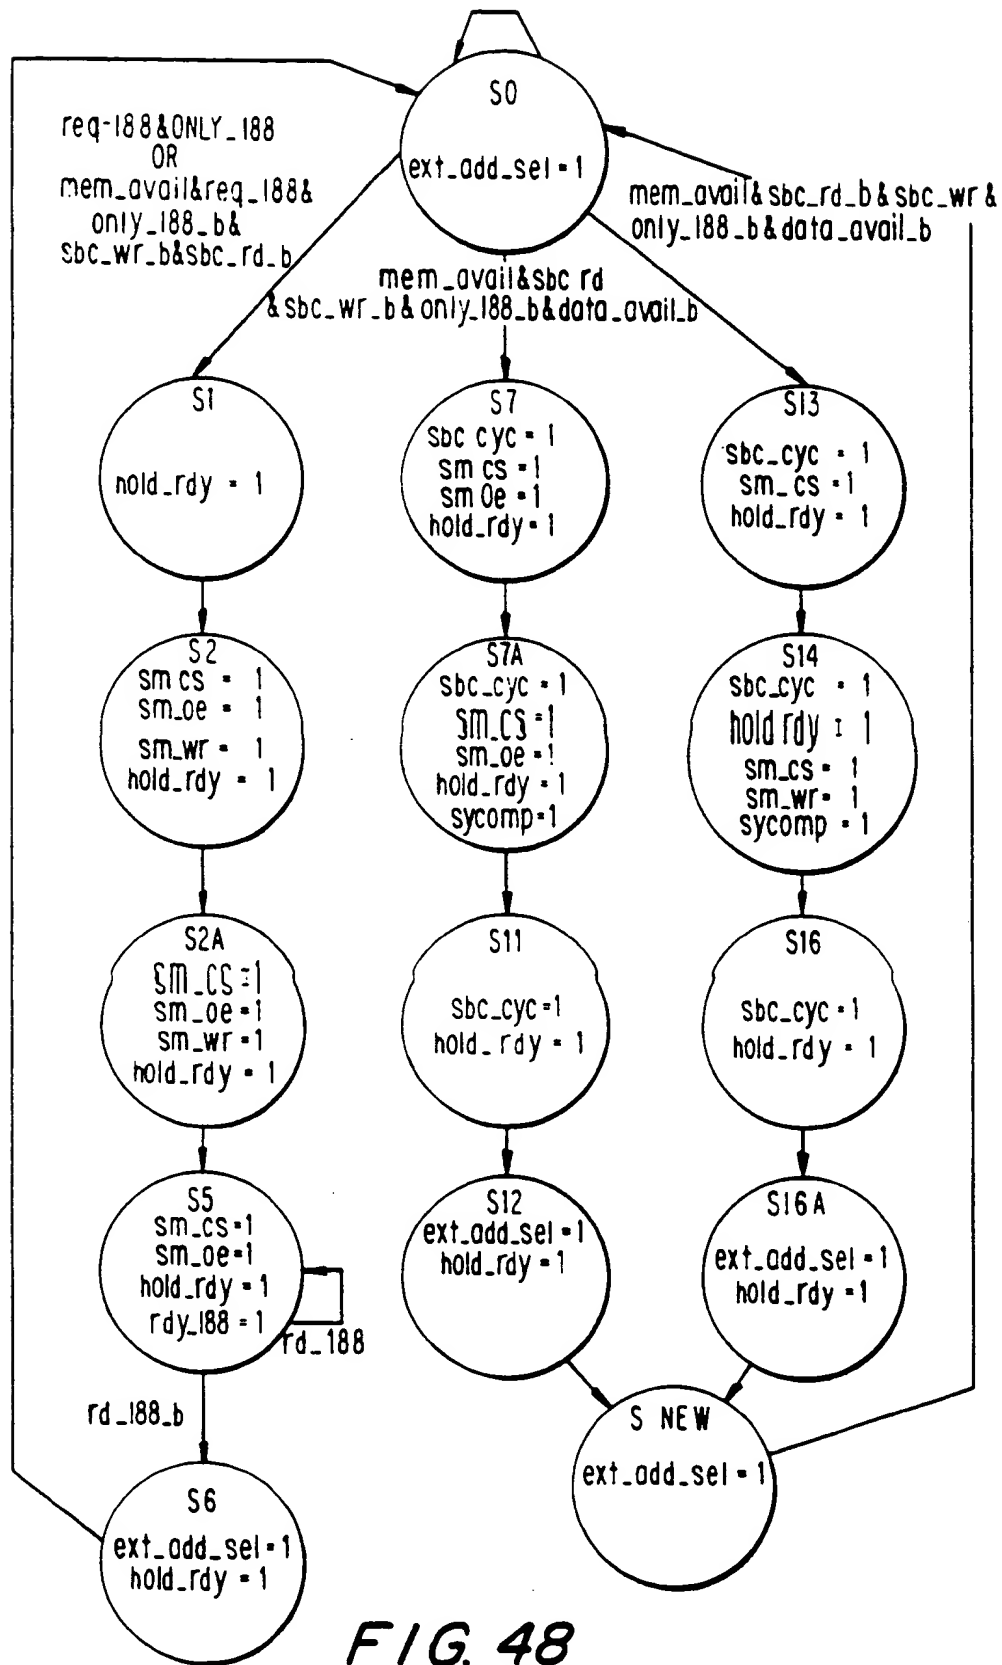 S0
ext_add_sel = 1
req-188&ONLY_188
OR
mem_avail&req_188&
only_188_b&
sbc_wr_b&sbc_rd_b
mem_avail&sbc rd
&sbc_wr_b&only_188_b&data_avail_b
mem_avail&sbc_rd_b&sbc_wr&
only_188_b&data_avail_b
S1
hold_rdy = 1
S7
sbc cyc = 1
sm cs = 1
sm oe = 1
hold_rdy = 1
S13
sbc_cyc = 1
sm_cs = 1
hold_rdy = 1
S2
sm cs = 1
sm_oe = 1
sm_wr = 1
hold_rdy = 1
S7A
sbc_cyc = 1
sm_cs = 1
sm_oe = 1
hold_rdy = 1
sycomp=1
S14
sbc_cyc = 1
hold rdy = 1
sm_cs = 1
sm_wr = 1
sycomp = 1
S2A
sm_cs = 1
sm_oe = 1
sm_wr = 1
hold_rdy = 1
S11
sbc_cyc=1
hold_rdy = 1
S16
sbc_cyc = 1
hold_rdy = 1
S5
sm_cs=1
sm_oe=1
hold_rdy = 1
rdy_188 = 1
rd_188
S12
ext_add_sel = 1
hold_rdy = 1
S16A
ext_add_sel = 1
hold_rdy = 1
rd_188_b
S6
ext_add_sel = 1
hold_rdy = 1
S NEW
ext_add_sel = 1
FIG. 48